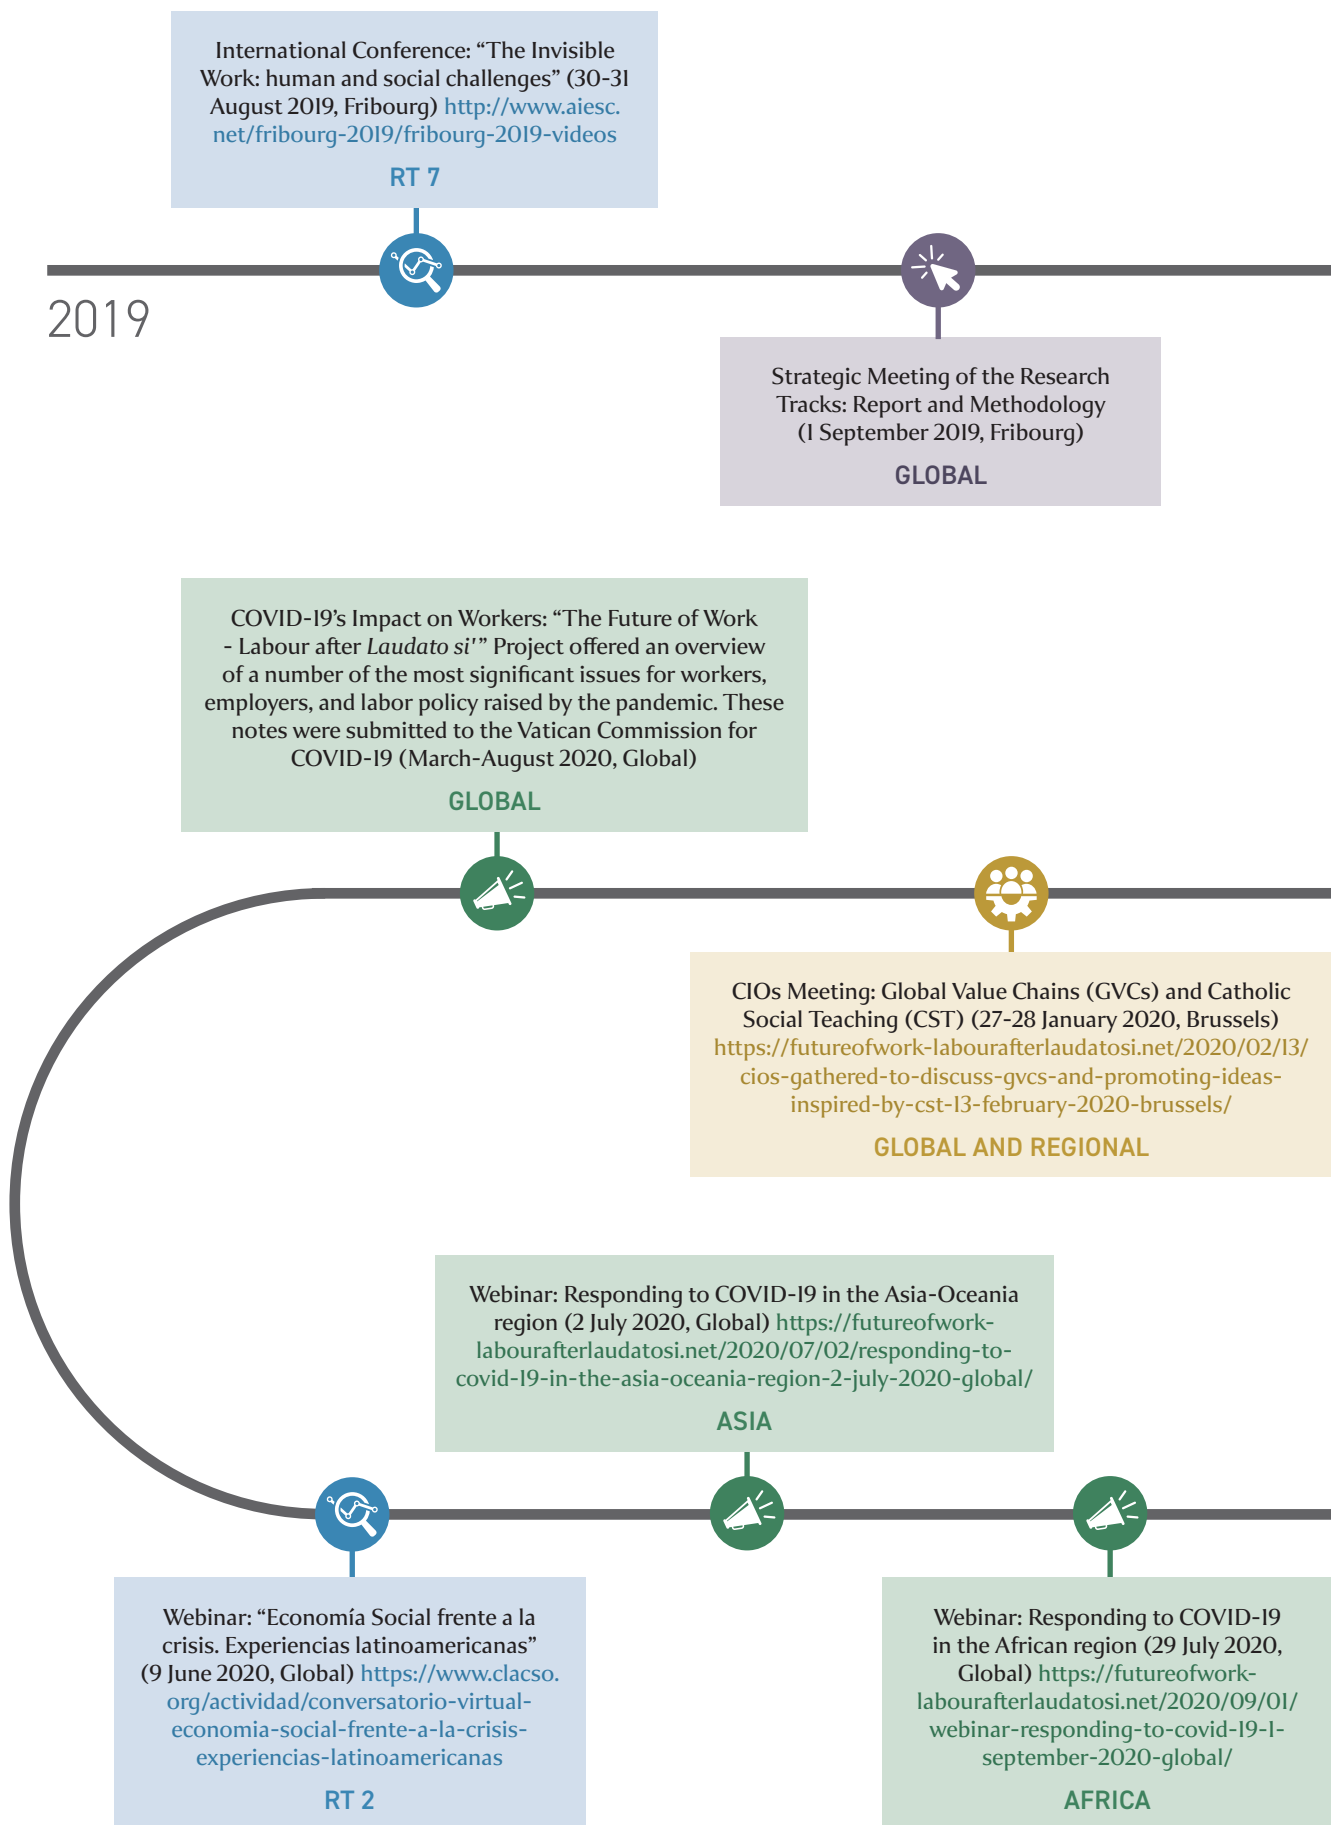 International Conference: “The Invisible
Work: human and social challenges” (30-31
August 2019, Fribourg) http://www.aiesc.
net/fribourg-2019/fribourg-2019-videos
RT 7
2019
Strategic Meeting of the Research
Tracks: Report and Methodology
(1 September 2019, Fribourg)
GLOBAL
COVID-19’s Impact on Workers: “The Future of Work
- Labour after Laudato si'” Project offered an overview
of a number of the most significant issues for workers,
employers, and labor policy raised by the pandemic. These
notes were submitted to the Vatican Commission for
COVID-19 (March-August 2020, Global)
GLOBAL
CIOs Meeting: Global Value Chains (GVCs) and Catholic
Social Teaching (CST) (27-28 January 2020, Brussels)
https://futureofwork-labourafterlaudatosi.net/2020/02/13/
cios-gathered-to-discuss-gvcs-and-promoting-ideas-
inspired-by-cst-13-february-2020-brussels/
GLOBAL AND REGIONAL
Webinar: Responding to COVID-19 in the Asia-Oceania
region (2 July 2020, Global) https://futureofwork-
labourafterlaudatosi.net/2020/07/02/responding-to-
covid-19-in-the-asia-oceania-region-2-july-2020-global/
ASIA
Webinar: “Economía Social frente a la
crisis. Experiencias latinoamericanas”
(9 June 2020, Global) https://www.clacso.
org/actividad/conversatorio-virtual-
economia-social-frente-a-la-crisis-
experiencias-latinoamericanas
RT 2
Webinar: Responding to COVID-19
in the African region (29 July 2020,
Global) https://futureofwork-
labourafterlaudatosi.net/2020/09/01/
webinar-responding-to-covid-19-1-
september-2020-global/
AFRICA